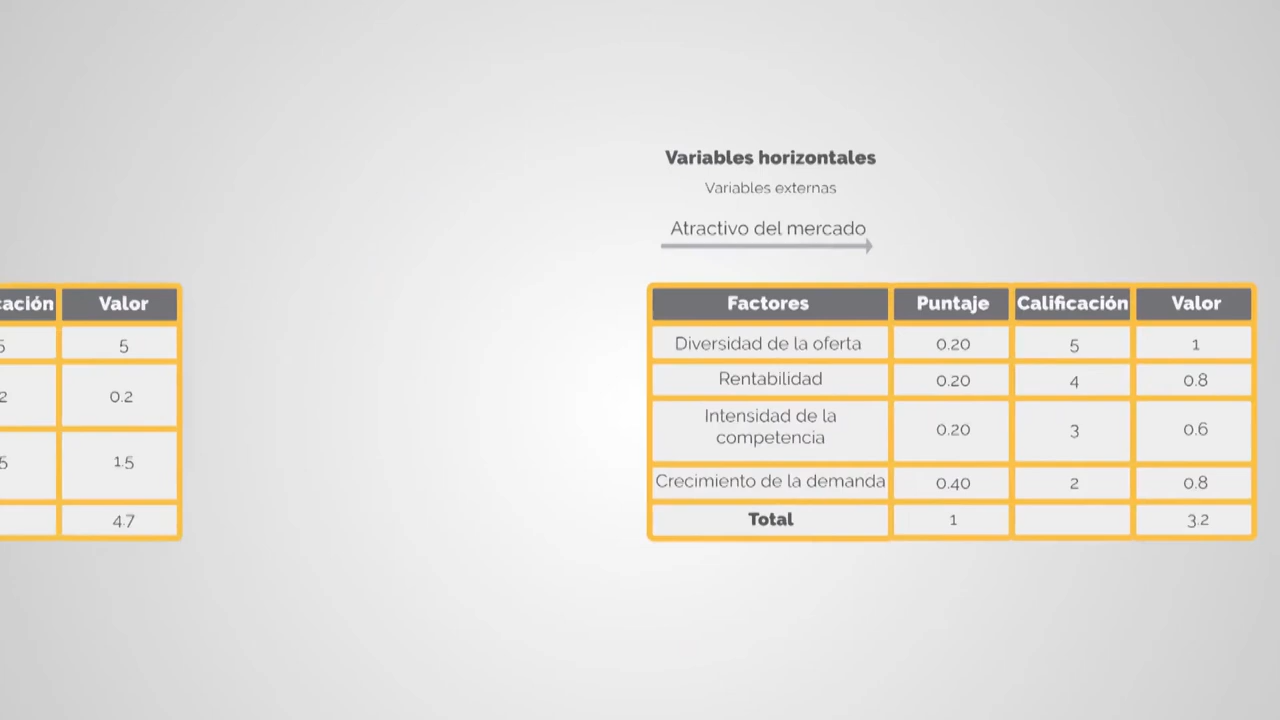 Variables horizontales
Variables externas
Atractivo del mercado
cación Valor
5 5
2 0.2
5 1.5
4.7
Factores Puntaje Calificación Valor
Diversidad de la oferta 0.20 5 1
Rentabilidad 0.20 4 0.8
Intensidad de la
competencia 0.20 3 0.6
Crecimiento de la demanda 0.40 2 0.8
Total 1 3.2